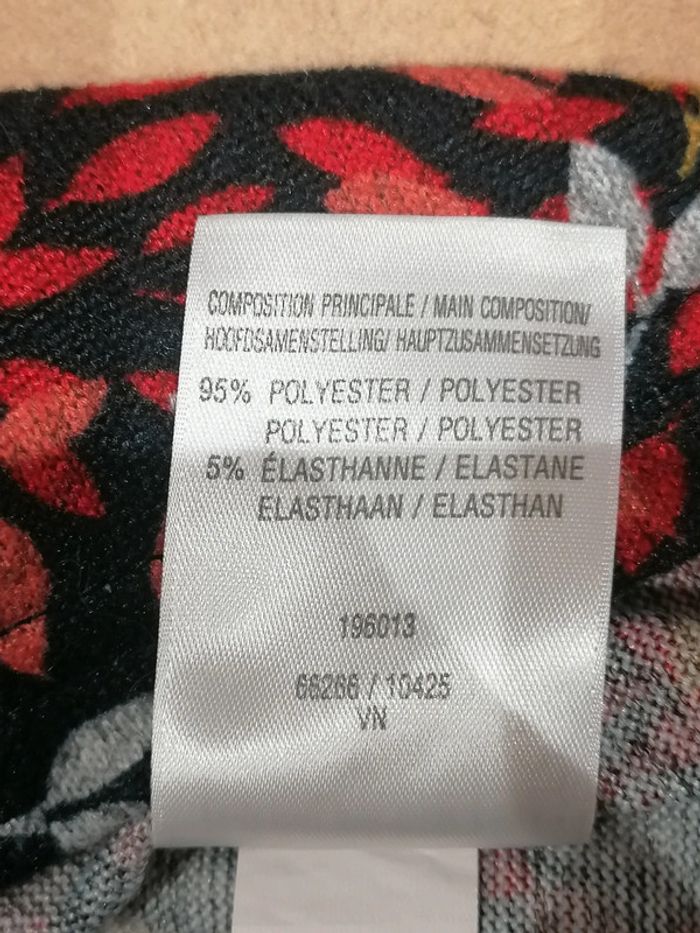 COMPOSITION PRINCIPALE / MAIN COMPOSITION/
HOOFDSAMENSTELLING/ HAUPTZUSAMMENSETZUNG
95% POLYESTER / POLYESTER
POLYESTER / POLYESTER
5% ÉLASTHANNE / ELASTANE
ELASTHAAN / ELASTHAN
196013
66266 / 10425
VN